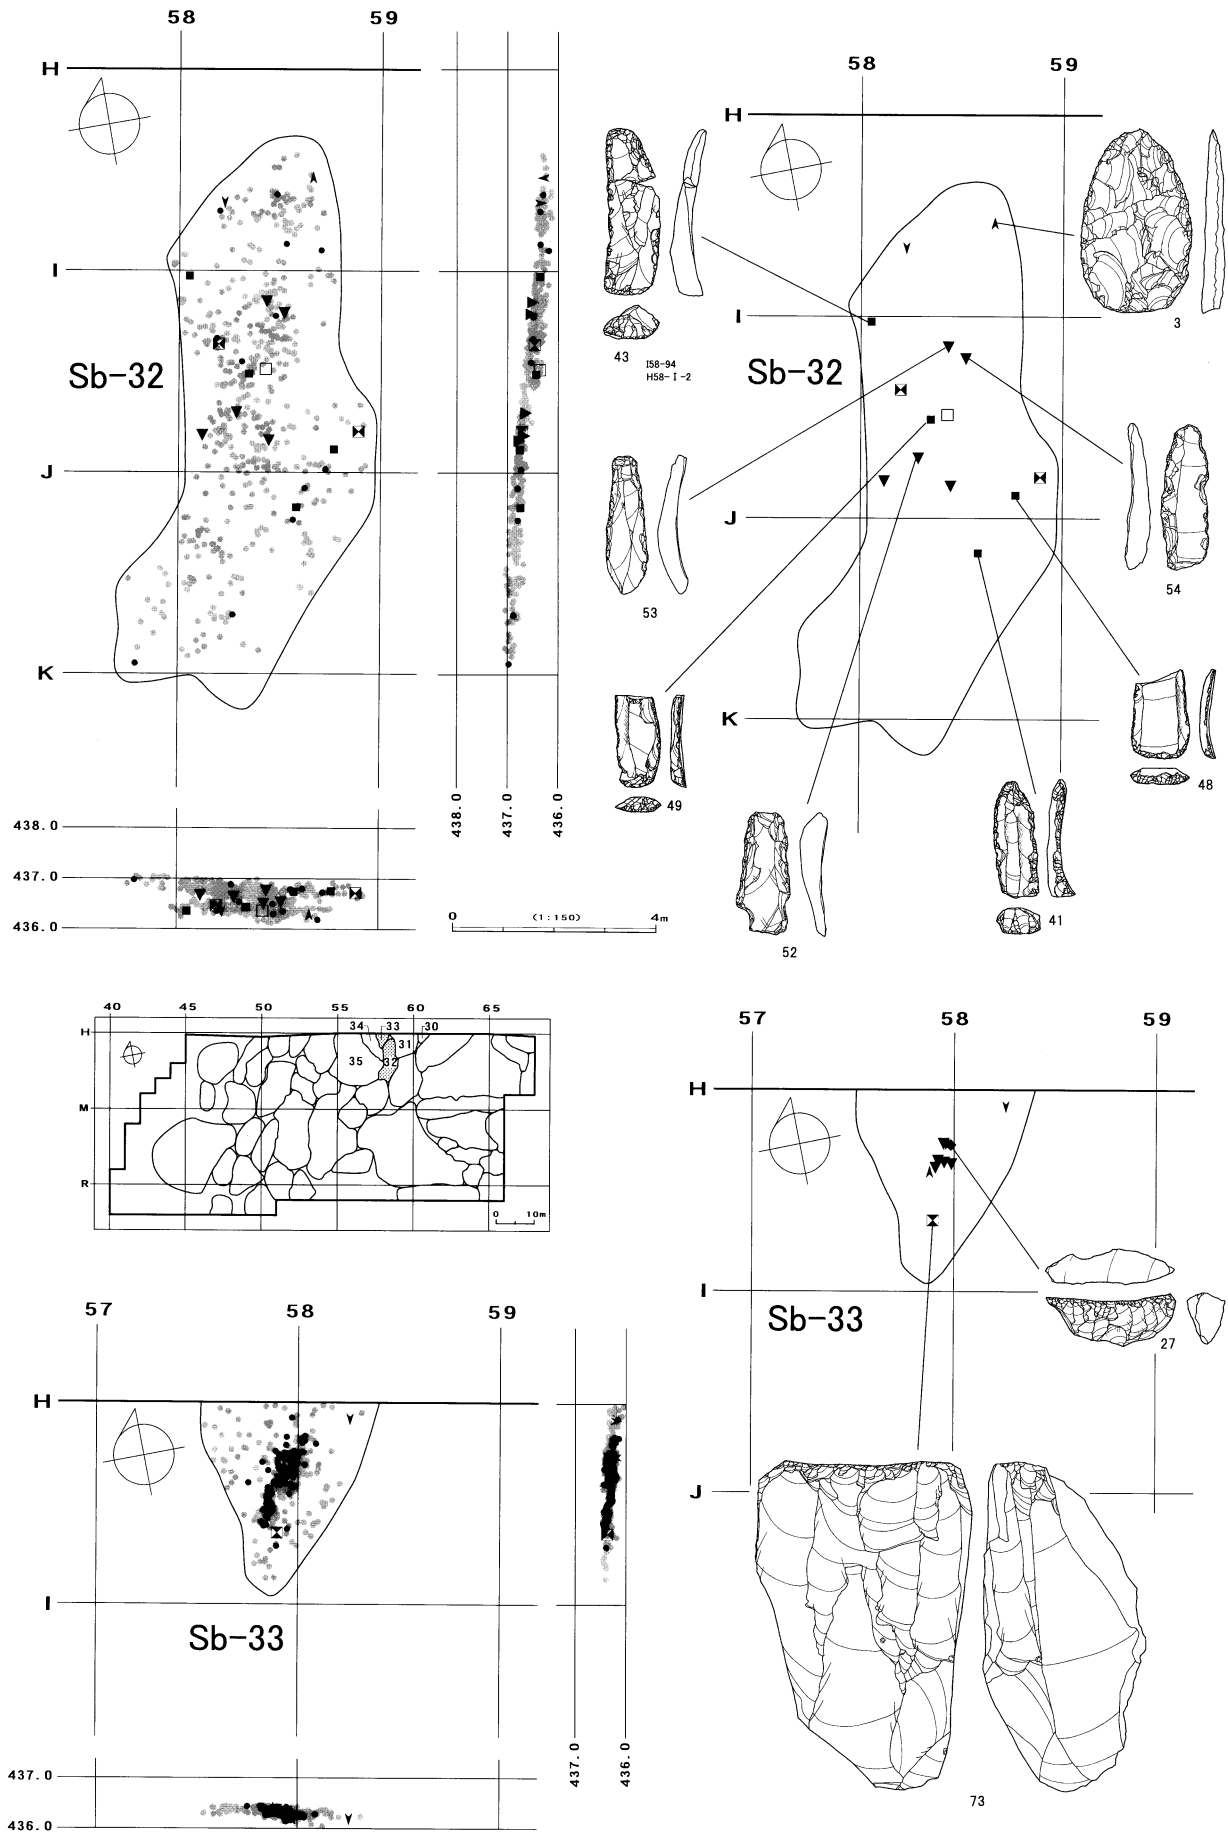 58 59
H
I
Sb-32
J
K
438.0 437.0 436.0
438.0
437.0
436.0
0 (1:150) 4m
58 59
H
I
Sb-32
J
K
43
I58-94
H58-I-2
3
53
54
49
48
52
41
40 45 50 55 60 65
34 33 30
H
31
35 32
M
R
0 10m
57 58 59
H
I
Sb-33
J
27
73
57 58 59
H
I
Sb-33
437.0 436.0
437.0
436.0